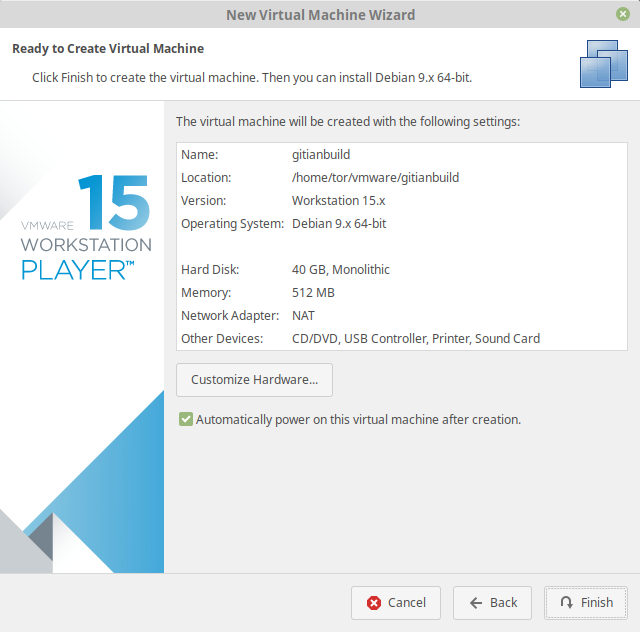 New Virtual Machine Wizard
Ready to Create Virtual Machine
Click Finish to create the virtual machine. Then you can install Debian 9.x 64-bit.
VMWARE 15
WORKSTATION
PLAYER™
The virtual machine will be created with the following settings:
Name: gitianbuild
Location: /home/tor/vmware/gitianbuild
Version: Workstation 15.x
Operating System: Debian 9.x 64-bit
Hard Disk: 40 GB, Monolithic
Memory: 512 MB
Network Adapter: NAT
Other Devices: CD/DVD, USB Controller, Printer, Sound Card
Customize Hardware...
Automatically power on this virtual machine after creation.
Cancel Back Finish